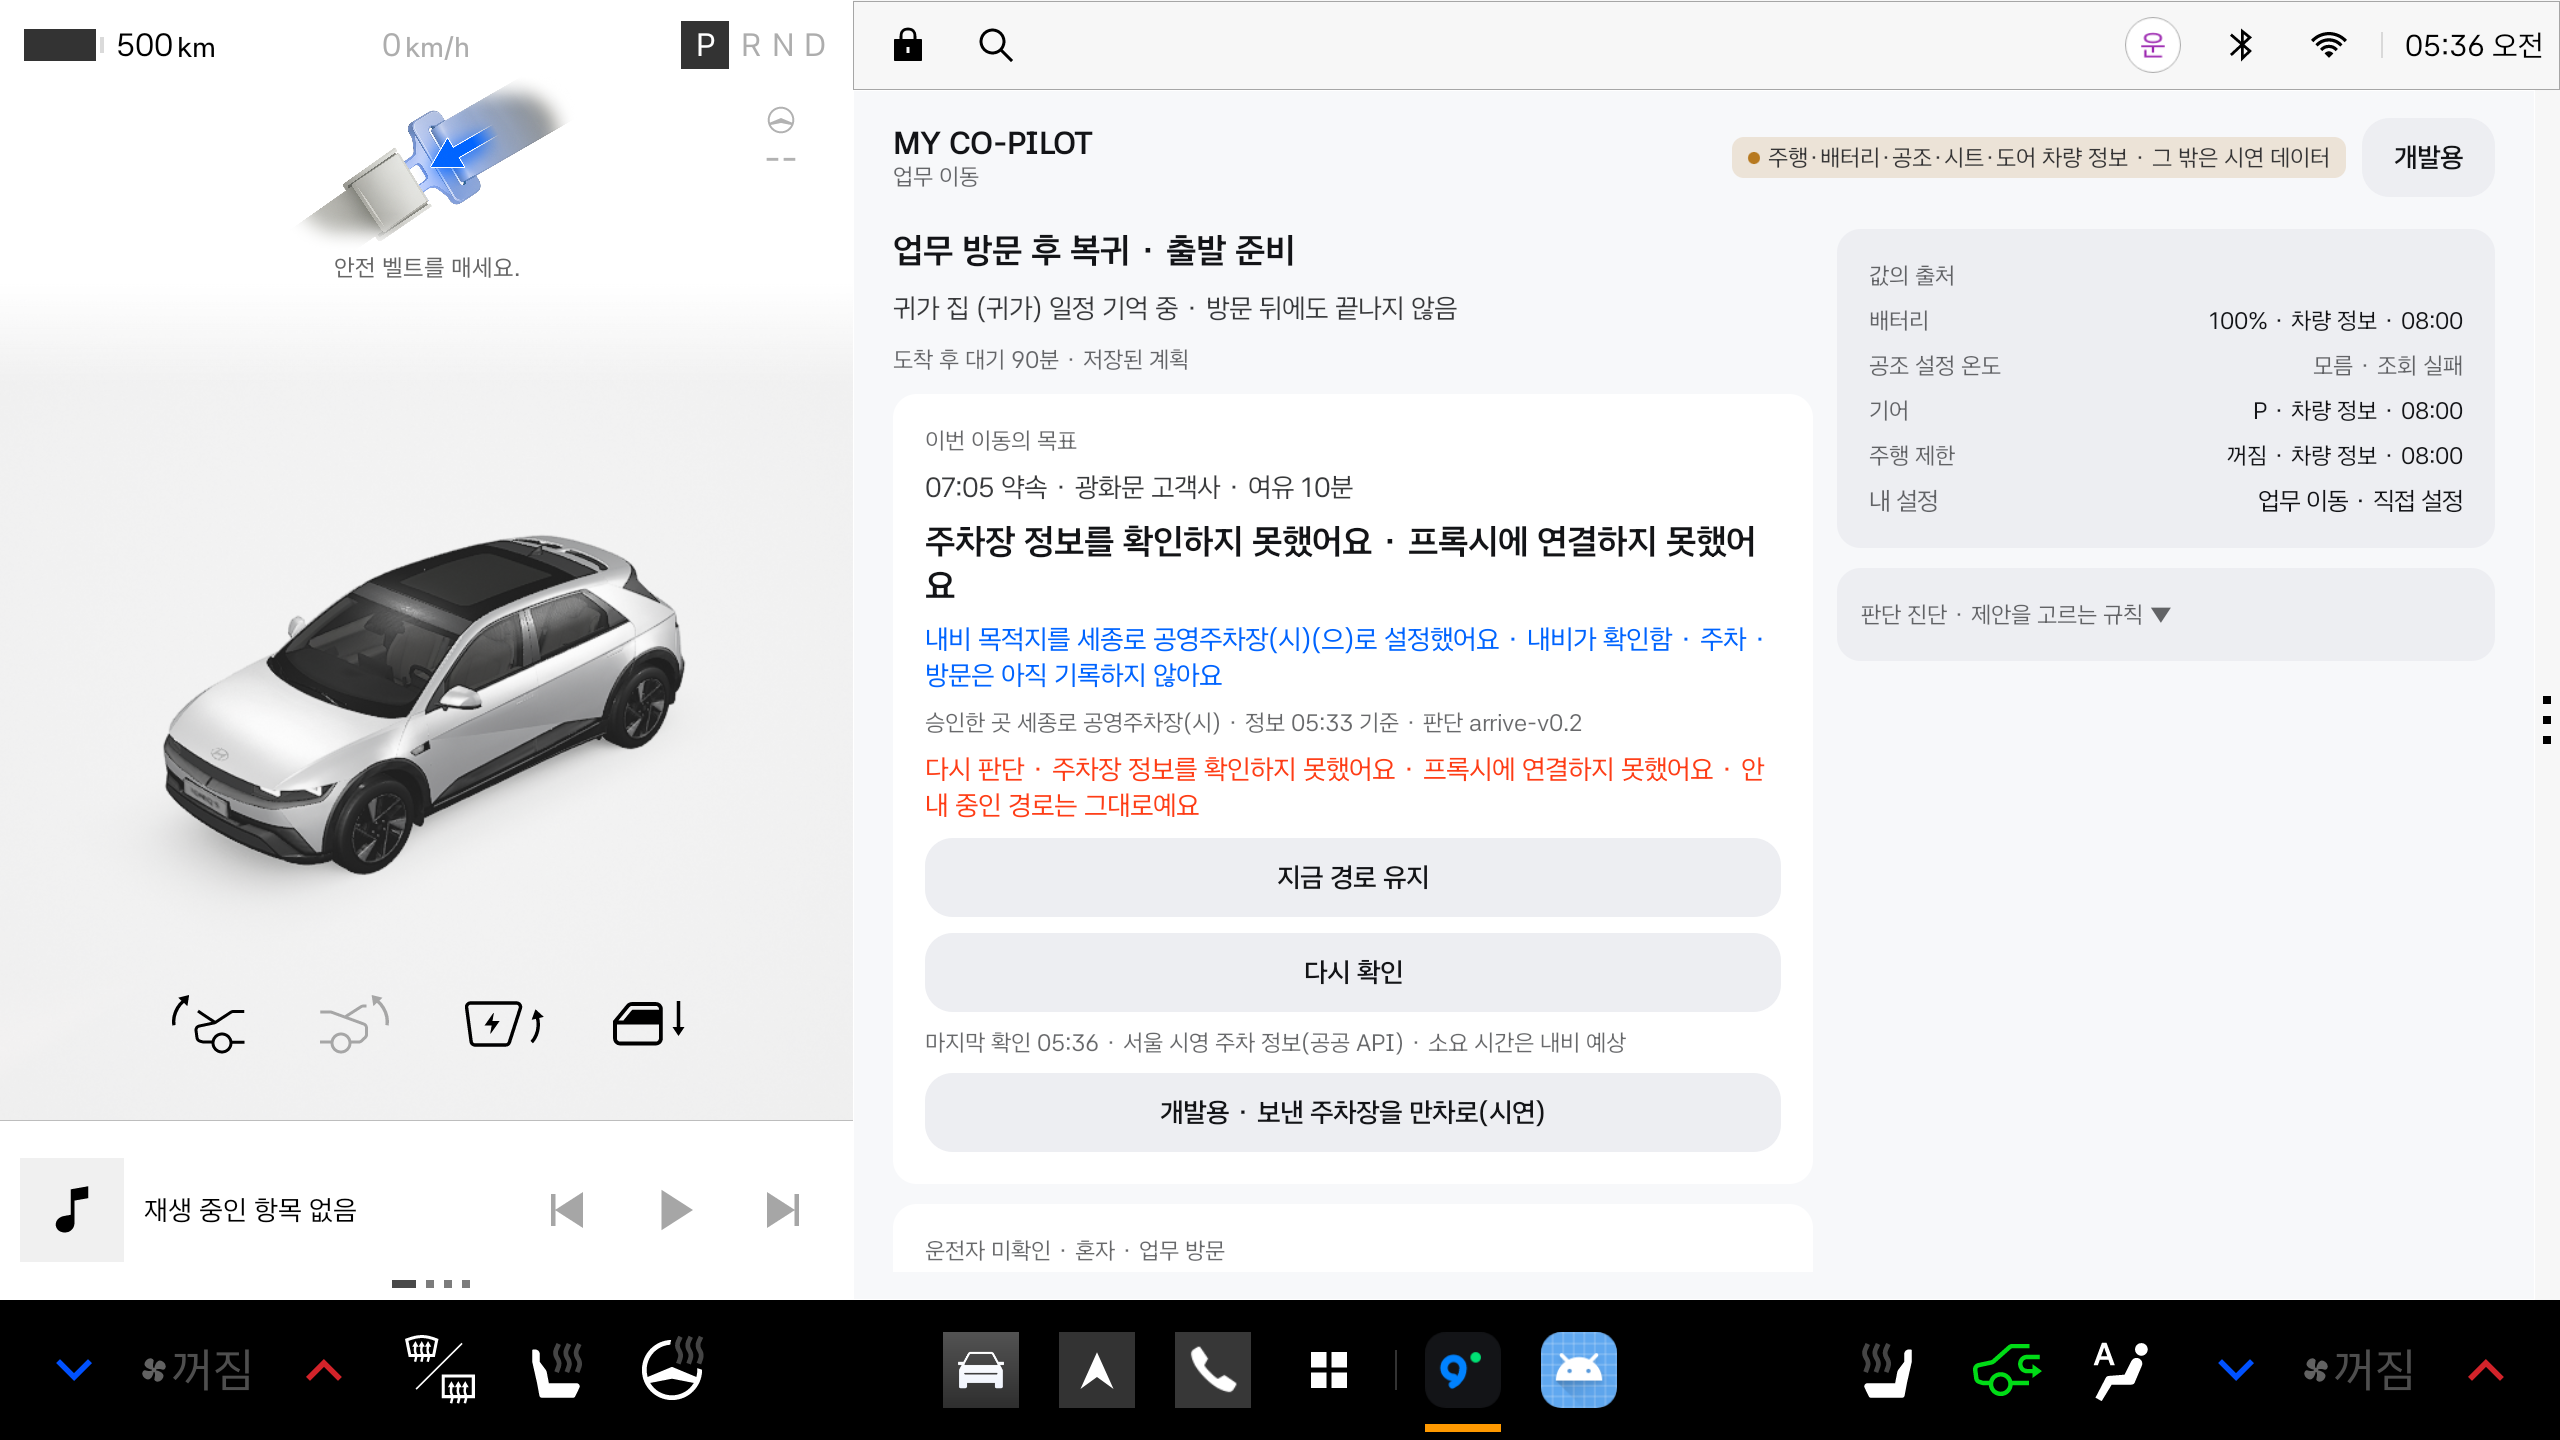 500 km
0 km/h
P R N D
안전 벨트를 매세요.
재생 중인 항목 없음
운
05:36 오전
MY CO-PILOT
업무 이동
주행·배터리·공조·시트·도어 차량 정보 · 그 밖은 시연 데이터
개발용
업무 방문 후 복귀 · 출발 준비
귀가 집 (귀가) 일정 기억 중 · 방문 뒤에도 끝나지 않음
도착 후 대기 90분 · 저장된 계획
이번 이동의 목표
07:05 약속 · 광화문 고객사 · 여유 10분
주차장 정보를 확인하지 못했어요 · 프록시에 연결하지 못했어
요
내비 목적지를 세종로 공영주차장(시)(으)로 설정했어요 · 내비가 확인함 · 주차 ·
방문은 아직 기록하지 않아요
승인한 곳 세종로 공영주차장(시) · 정보 05:33 기준 · 판단 arrive-v0.2
다시 판단 · 주차장 정보를 확인하지 못했어요 · 프록시에 연결하지 못했어요 · 안
내 중인 경로는 그대로예요
지금 경로 유지
다시 확인
마지막 확인 05:36 · 서울 시영 주차 정보(공공 API) · 소요 시간은 내비 예상
개발용 · 보낸 주차장을 만차로(시연)
운전자 미확인 · 혼자 · 업무 방문
값의 출처
배터리 100% · 차량 정보 · 08:00
공조 설정 온도 모름 · 조회 실패
기어 P · 차량 정보 · 08:00
주행 제한 꺼짐 · 차량 정보 · 08:00
내 설정 업무 이동 · 직접 설정
판단 진단 · 제안을 고르는 규칙 ▼
꺼짐
A
꺼짐